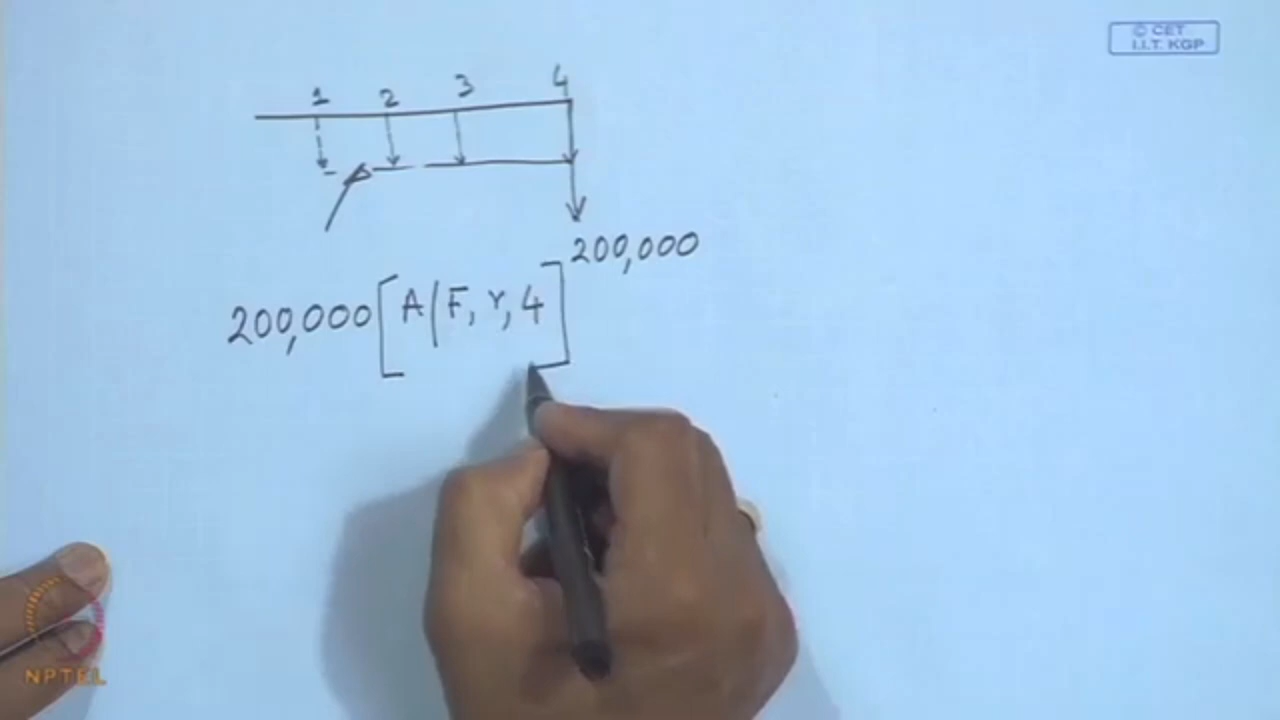 © CET
I.I.T. KGP
1 2 3 4
200,000
200,000[A/F, r, 4]
NPTEL